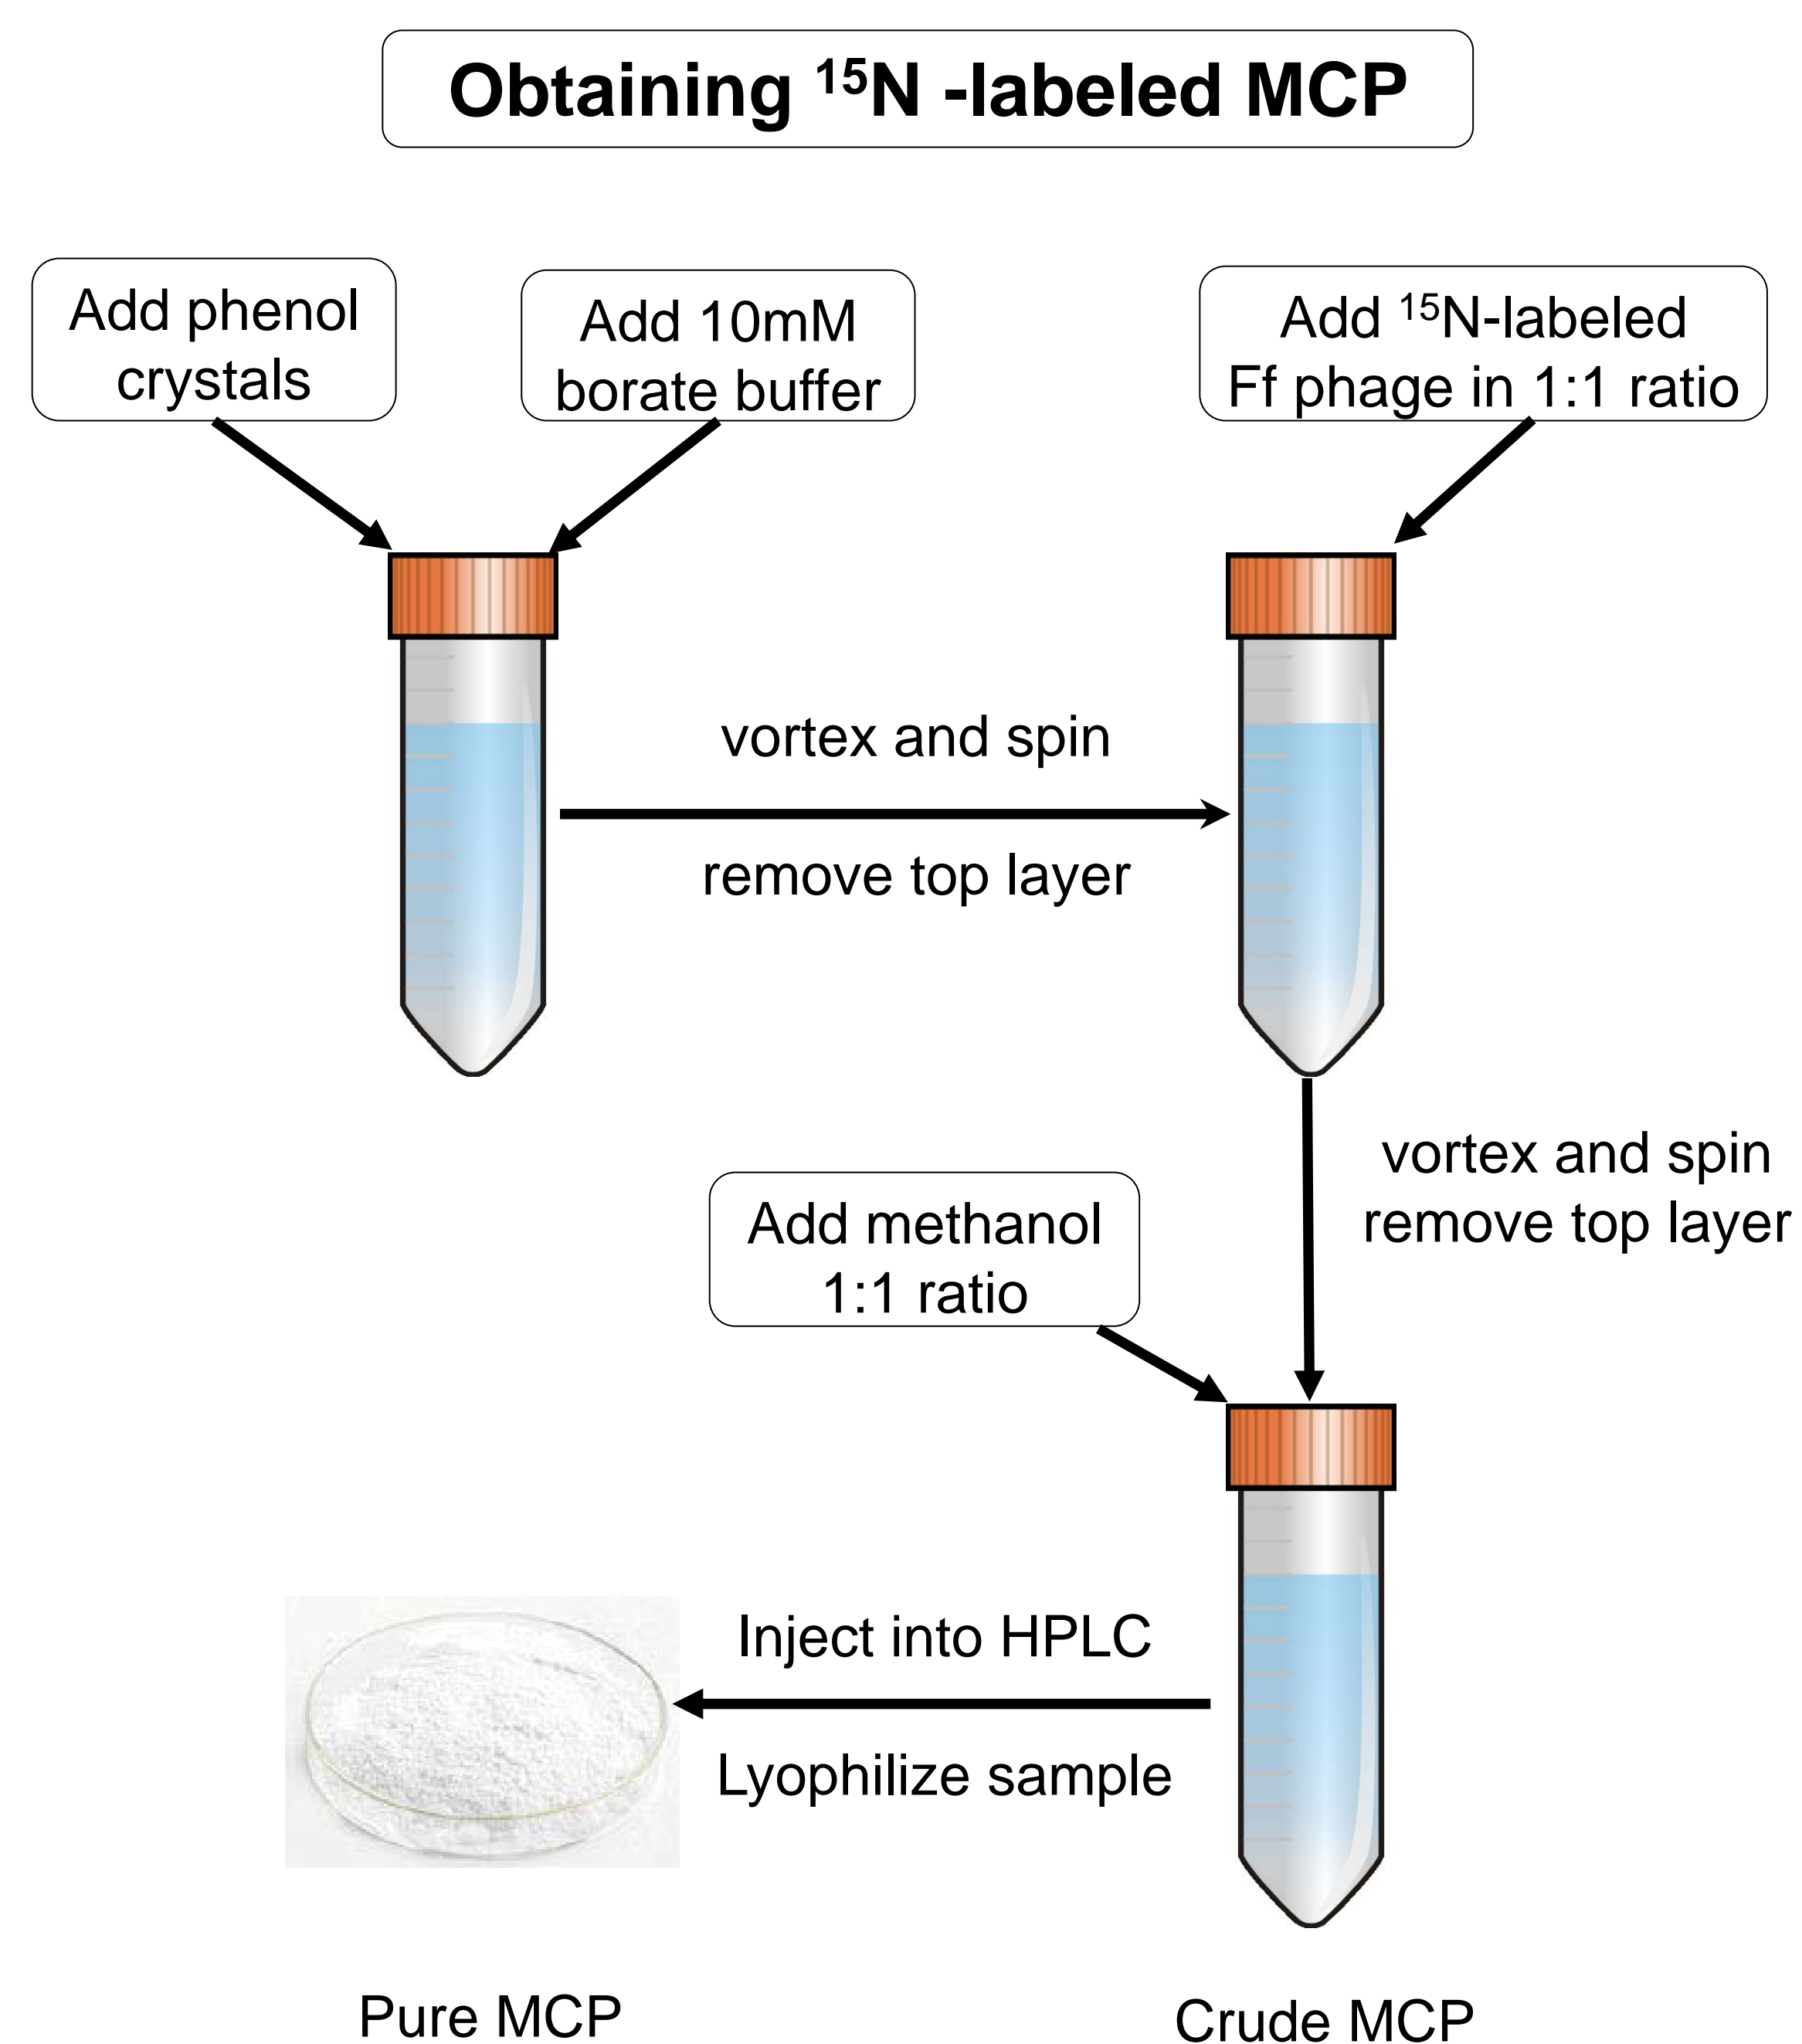 Obtaining ¹⁵N -labeled MCP
Add phenol
crystals
Add 10mM
borate buffer
Add ¹⁵N-labeled
Ff phage in 1:1 ratio
vortex and spin
remove top layer
vortex and spin
remove top layer
Add methanol
1:1 ratio
Inject into HPLC
Lyophilize sample
Pure MCP
Crude MCP